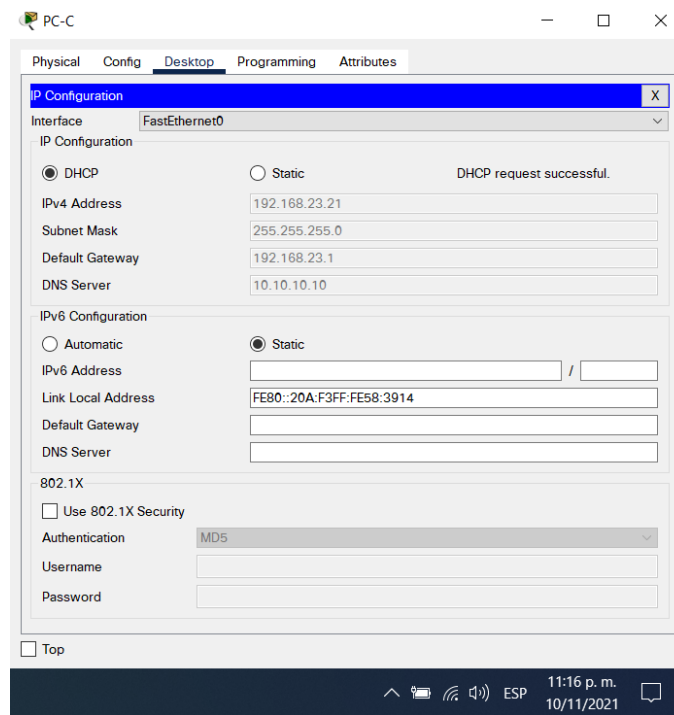 PC-C
Physical Config Desktop Programming Attributes
IP Configuration X
Interface FastEthernet0
IP Configuration
DHCP Static DHCP request successful.
IPv4 Address 192.168.23.21
Subnet Mask 255.255.255.0
Default Gateway 192.168.23.1
DNS Server 10.10.10.10
IPv6 Configuration
Automatic Static
IPv6 Address /
Link Local Address FE80::20A:F3FF:FE58:3914
Default Gateway
DNS Server
802.1X
Use 802.1X Security
Authentication MD5
Username
Password
Top
ESP 11:16 p. m.
10/11/2021